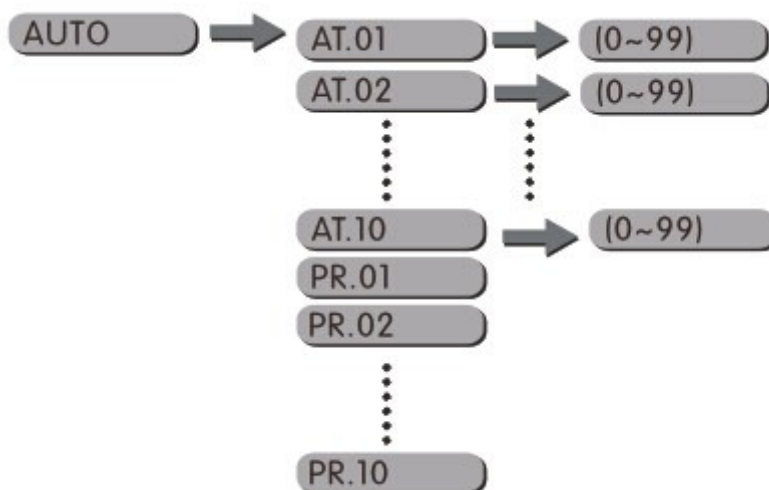 AUTO AT.01 (0~99)
AT.02 (0~99)
AT.10 (0~99)
PR.01
PR.02
PR.10